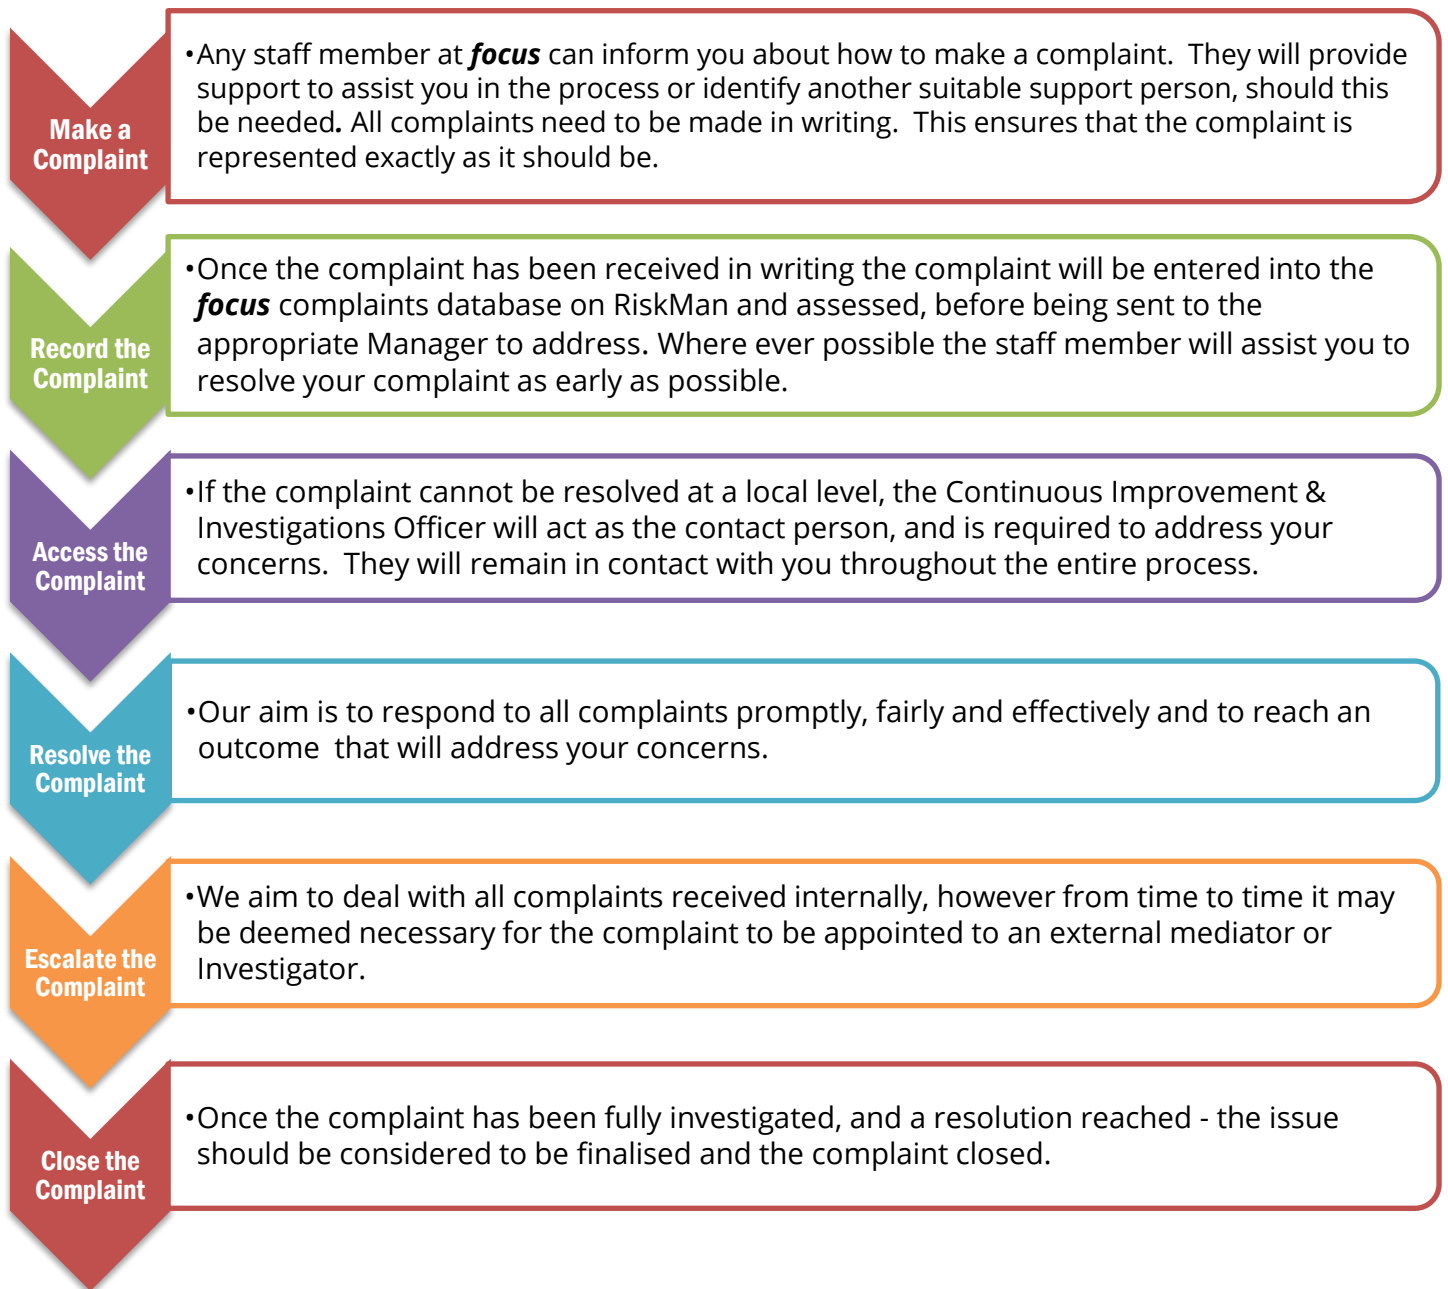 Make a
Complaint
•Any staff member at focus can inform you about how to make a complaint.  They will provide
support to assist you in the process or identify another suitable support person, should this
be needed. All complaints need to be made in writing.  This ensures that the complaint is
represented exactly as it should be.
Record the
Complaint
•Once the complaint has been received in writing the complaint will be entered into the
focus complaints database on RiskMan and assessed, before being sent to the
appropriate Manager to address. Where ever possible the staff member will assist you to
resolve your complaint as early as possible.
Access the
Complaint
•If the complaint cannot be resolved at a local level, the Continuous Improvement &
Investigations Officer will act as the contact person, and is required to address your
concerns.  They will remain in contact with you throughout the entire process.
Resolve the
Complaint
•Our aim is to respond to all complaints promptly, fairly and effectively and to reach an
outcome  that will address your concerns.
Escalate the
Complaint
•We aim to deal with all complaints received internally, however from time to time it may
be deemed necessary for the complaint to be appointed to an external mediator or
Investigator.
Close the
Complaint
•Once the complaint has been fully investigated, and a resolution reached - the issue
should be considered to be finalised and the complaint closed.